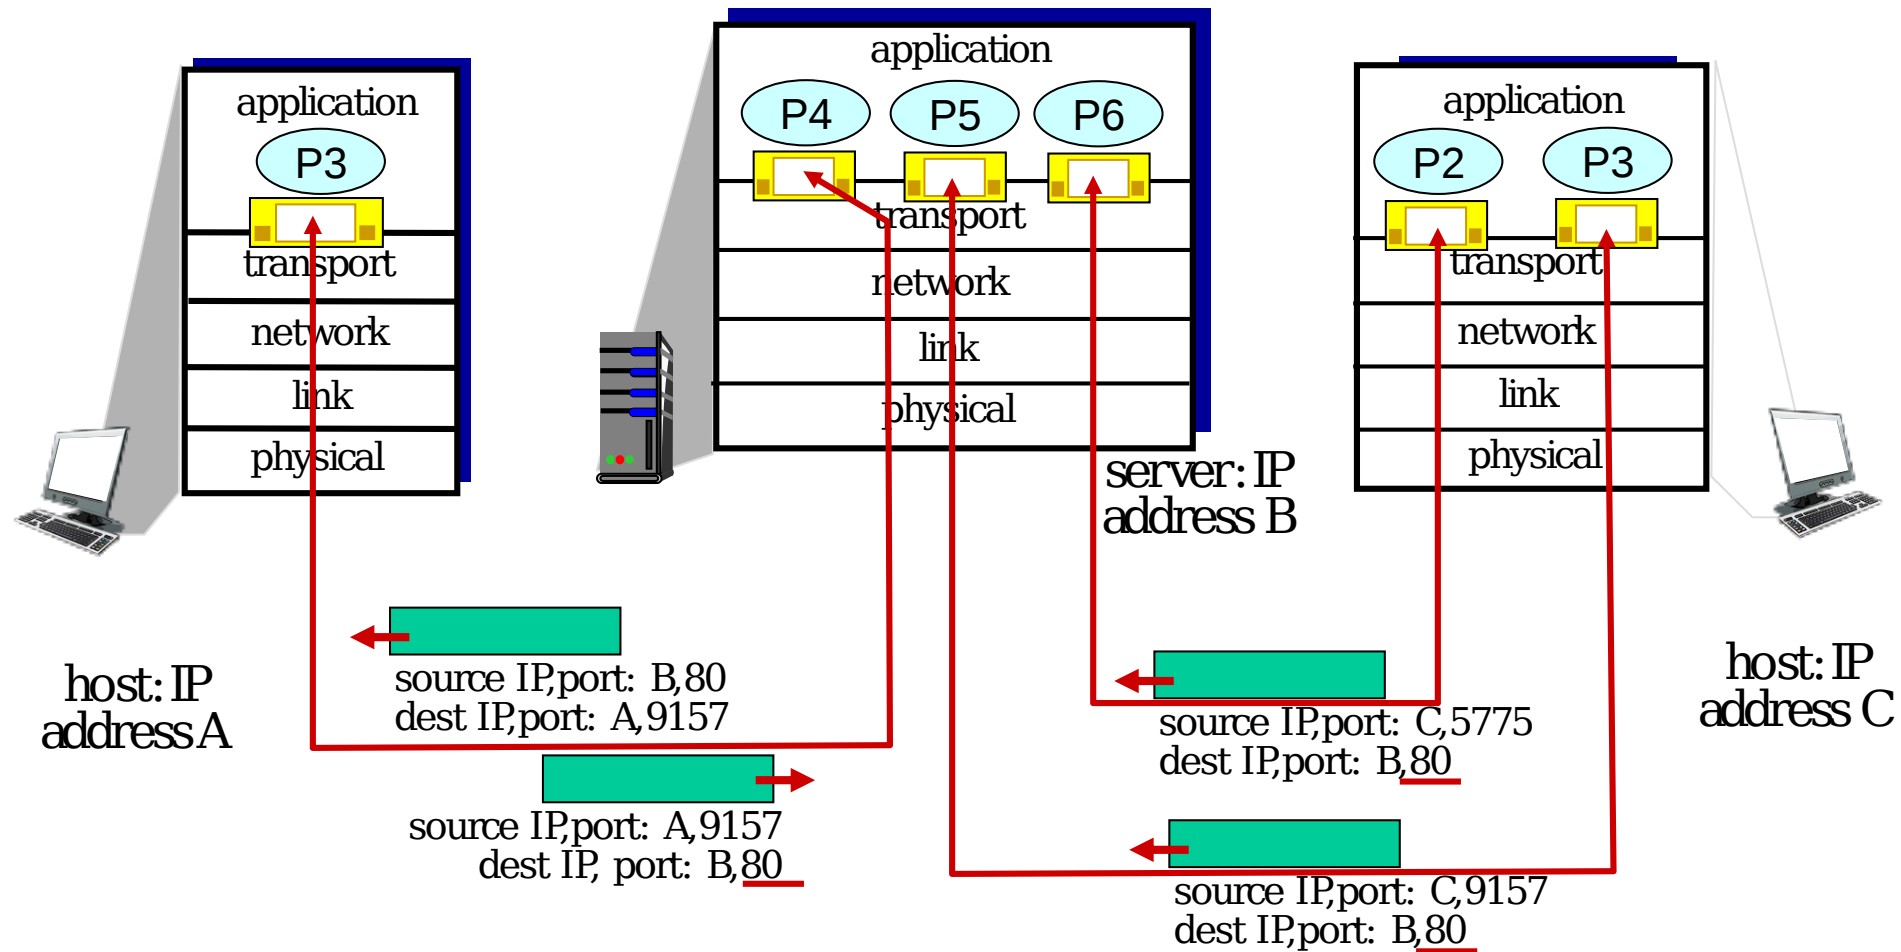 application
P3
transport
network
link
physical
host: IP
address A
application
P4 P5 P6
transport
network
link
physical
server: IP
address B
application
P2 P3
transport
network
link
physical
host: IP
address C
source IP,port: B,80
dest IP,port: A,9157
source IP,port: A,9157
dest IP, port: B,80
source IP,port: C,5775
dest IP,port: B,80
source IP,port: C,9157
dest IP,port: B,80